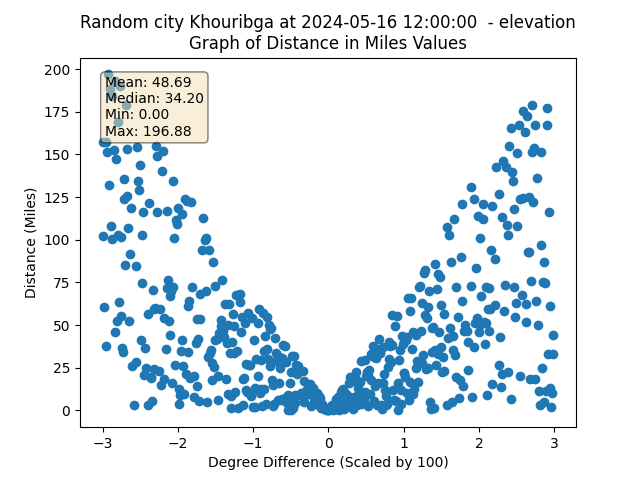 Random city Khouribga at 2024-05-16 12:00:00  - elevation
Graph of Distance in Miles Values
Mean: 48.69
Median: 34.20
Min: 0.00
Max: 196.88
Distance (Miles)
200
175
150
125
100
75
50
25
0
−3
−2
−1
0
1
2
3
Degree Difference (Scaled by 100)